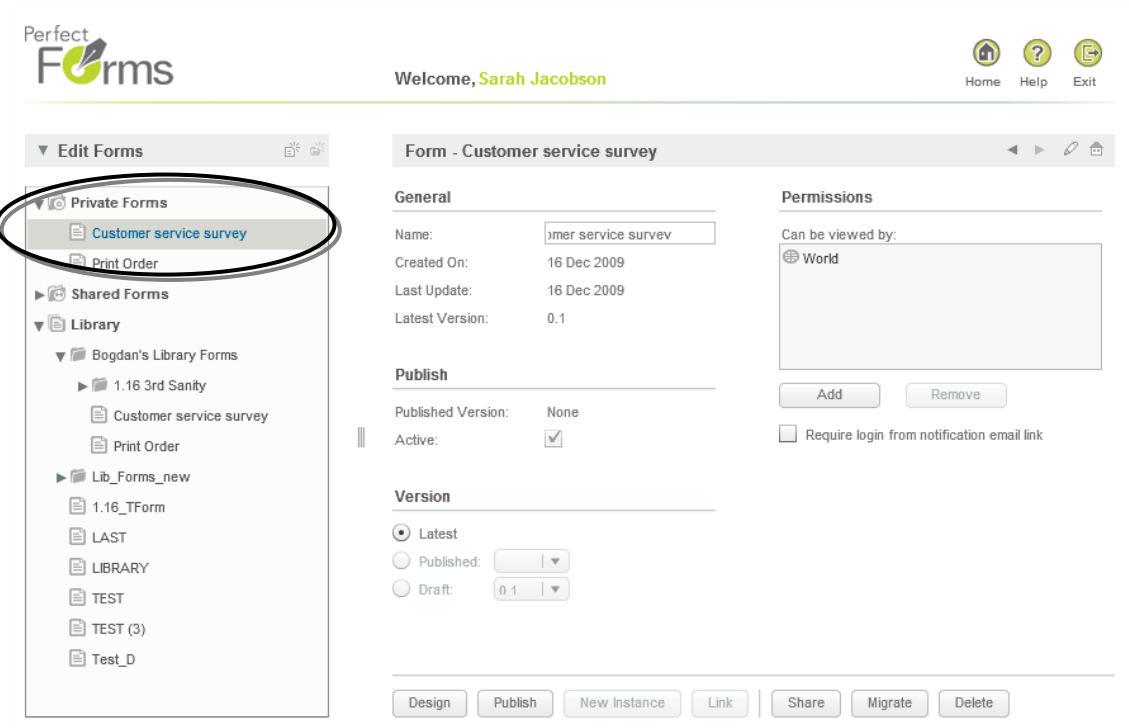 Perfect
Forms
Welcome, Sarah Jacobson
Home Help Exit
Edit Forms
Private Forms
Customer service survey
Print Order
Shared Forms
Library
Bogdan's Library Forms
1.16 3rd Sanity
Customer service survey
Print Order
Lib_Forms_new
1.16_TForm
LAST
LIBRARY
TEST
TEST (3)
Test_D
Form - Customer service survey
General
Name: omer service survey
Created On: 16 Dec 2009
Last Update: 16 Dec 2009
Latest Version: 0.1
Publish
Published Version: None
Active:
Version
Latest
Published:
Draft: 0.1
Permissions
Can be viewed by:
World
Add Remove
Require login from notification email link
Design Publish New Instance Link Share Migrate Delete